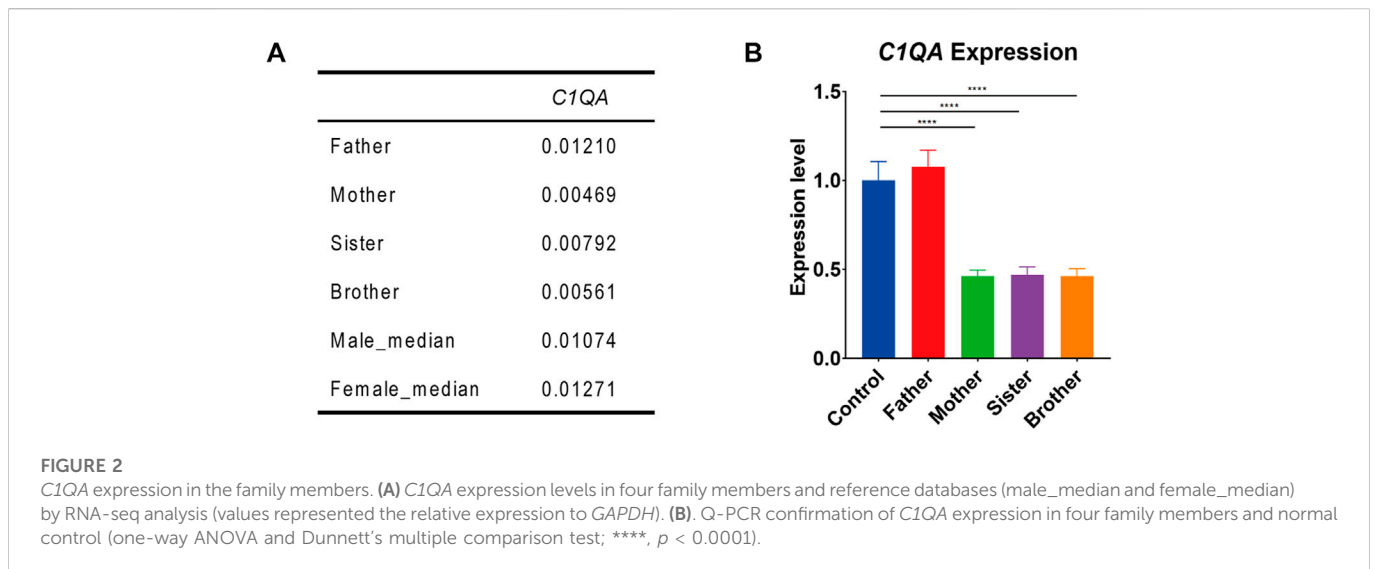 A
C1QA
Father 0.01210
Mother 0.00469
Sister 0.00792
Brother 0.00561
Male_median 0.01074
Female_median 0.01271
B
C1QA Expression
Expression level
1.5
1.0
0.5
0.0
****
****
****
Control
Father
Mother
Sister
Brother
FIGURE 2
C1QA expression in the family members. (A) C1QA expression levels in four family members and reference databases (male_median and female_median)
by RNA-seq analysis (values represented the relative expression to GAPDH). (B). Q-PCR confirmation of C1QA expression in four family members and normal
control (one-way ANOVA and Dunnett’s multiple comparison test; ****, p < 0.0001).